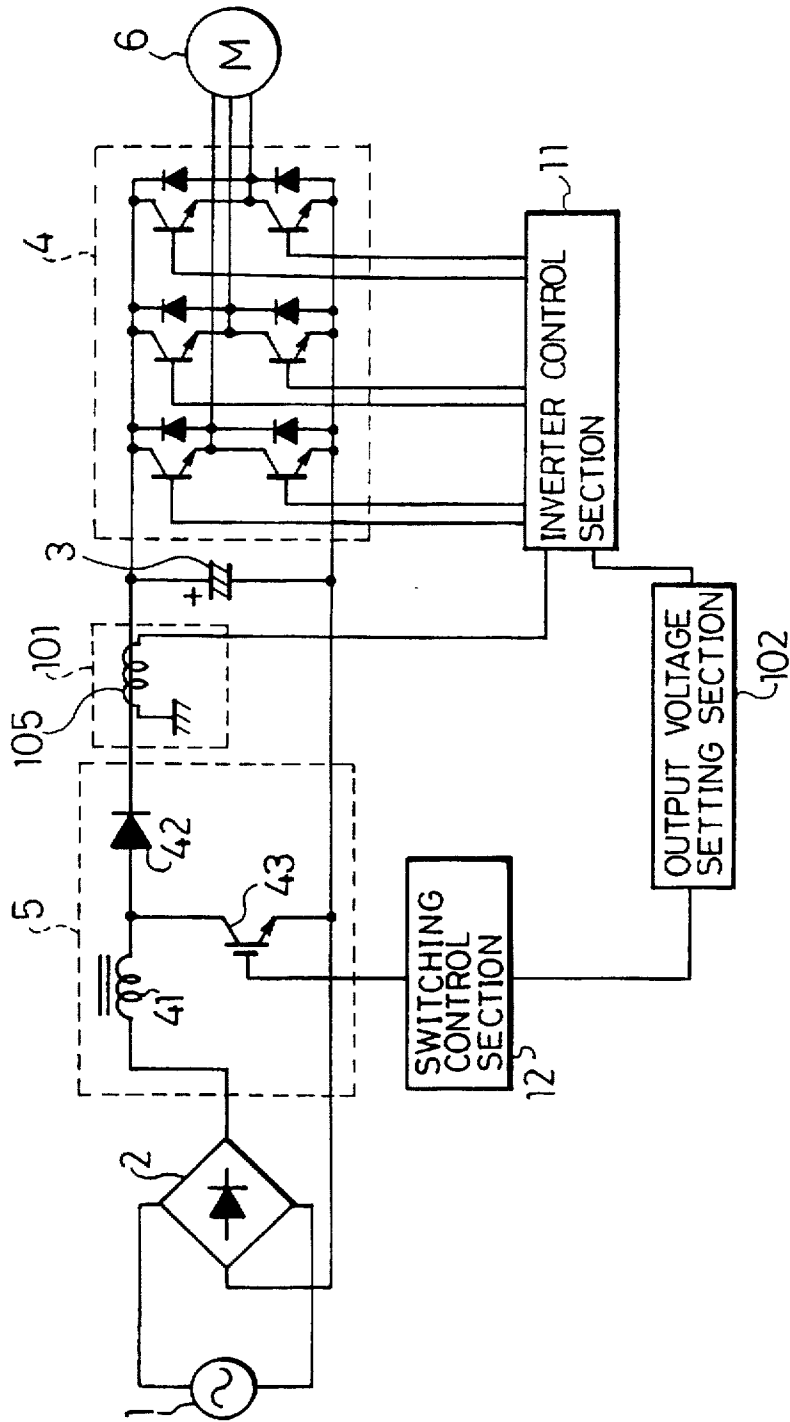 1
2
5
41
42
43
105
101
3
+
4
6
M
SWITCHING
CONTROL
SECTION
12
OUTPUT VOLTAGE
SETTING SECTION
102
INVERTER CONTROL
SECTION
11